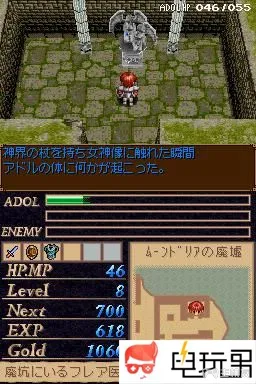 ADOL HP 046/055
神界の杖を持ち女神像に触れた瞬間
アドルの体に何かが起こった。
ADOL
ENEMY
HP.MP 46
Level 8
Next 700
EXP 618
Gold 1060
ムーンドリアの廃墟
廃坑にいるフレア医
电玩男